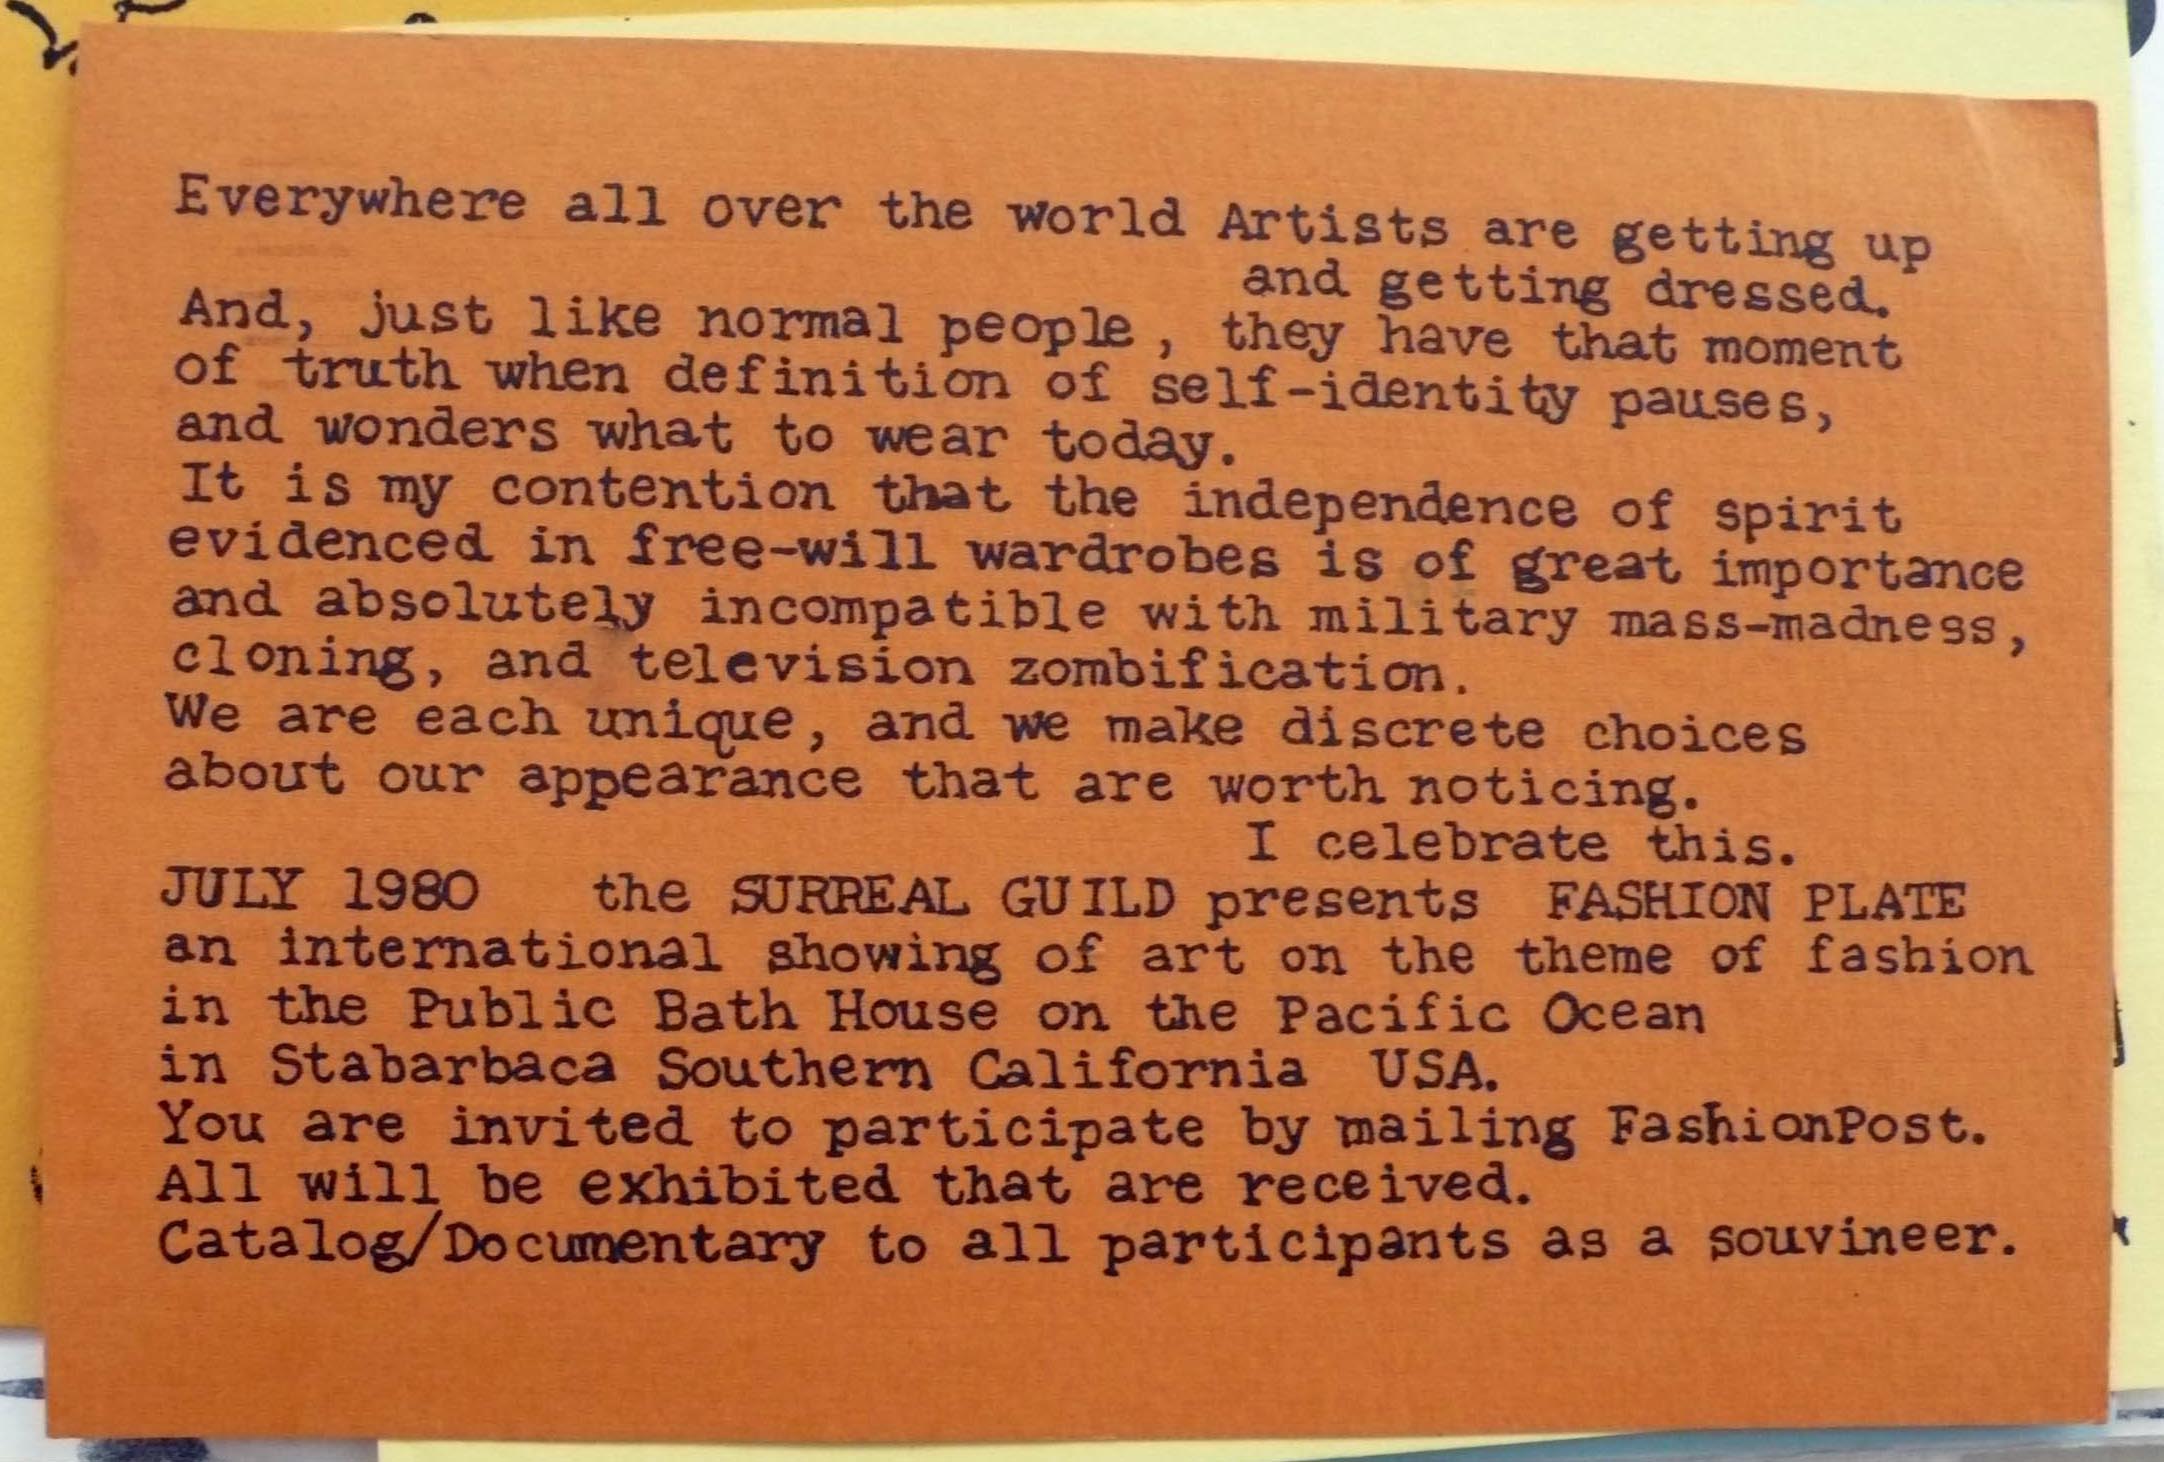 Everywhere all over the world Artists are getting up
and getting dressed.
And, just like normal people, they have that moment
of truth when definition of self-identity pauses,
and wonders what to wear today.
It is my contention that the independence of spirit
evidenced in free-will wardrobes is of great importance
and absolutely incompatible with military mass-madness,
cloning, and television zombification.
We are each unique, and we make discrete choices
about our appearance that are worth noticing.
I celebrate this.
JULY 1980 the SURREAL GUILD presents FASHION PLATE
an international showing of art on the theme of fashion
in the Public Bath House on the Pacific Ocean
in Stabarbaca Southern California USA.
You are invited to participate by mailing FashionPost.
All will be exhibited that are received.
Catalog/Documentary to all participants as a souvineer.